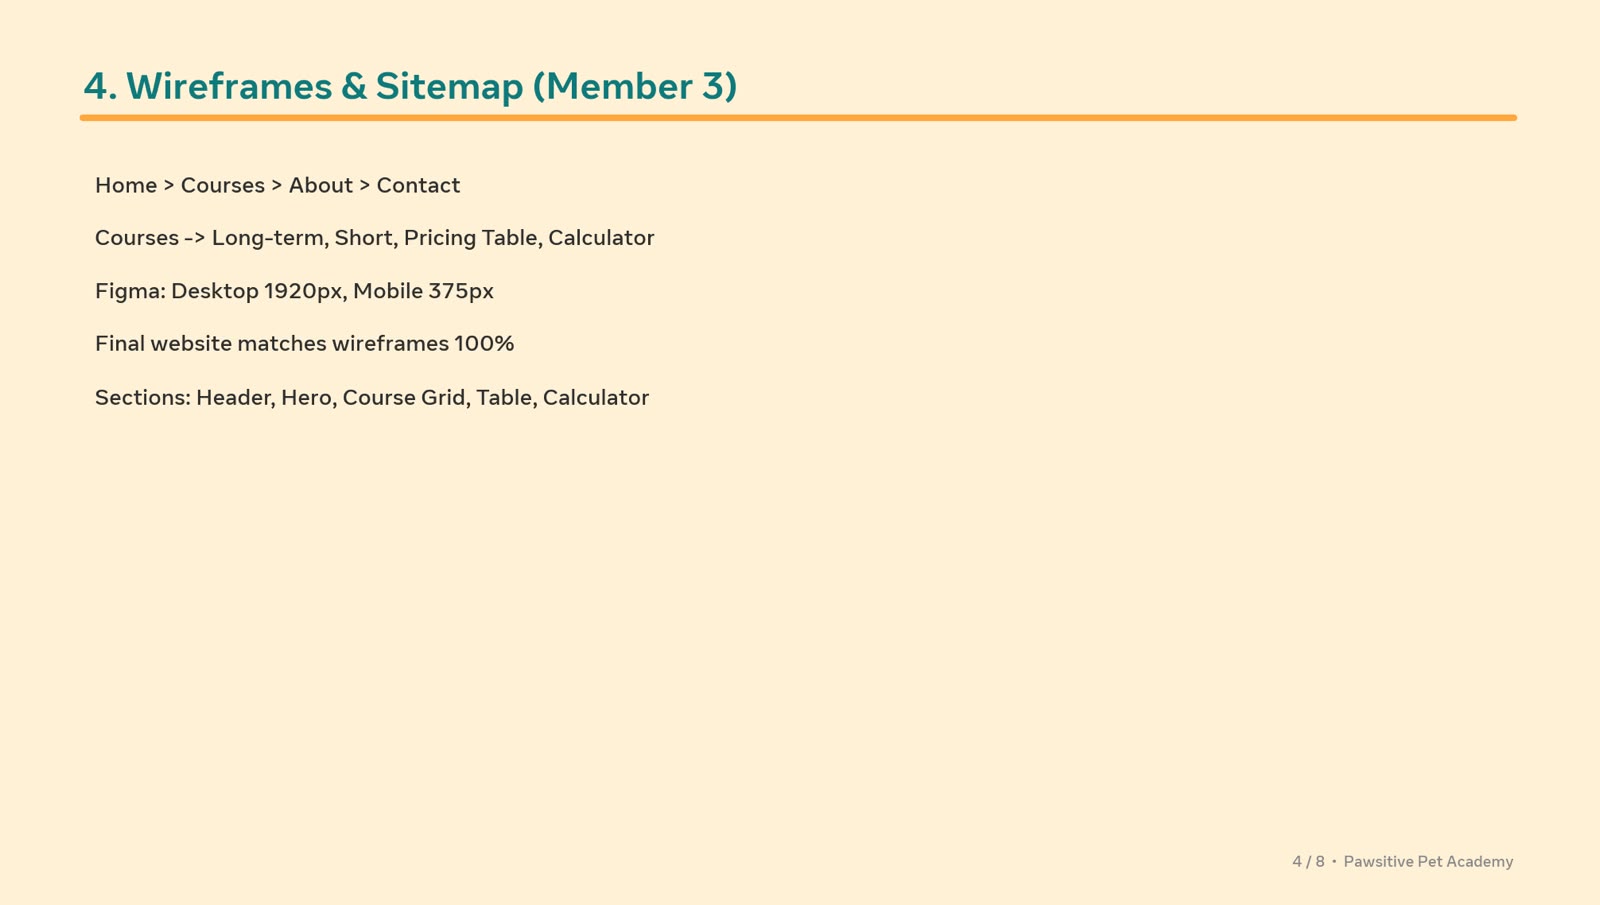 4. Wireframes & Sitemap (Member 3)
Home > Courses > About > Contact
Courses -> Long-term, Short, Pricing Table, Calculator
Figma: Desktop 1920px, Mobile 375px
Final website matches wireframes 100%
Sections: Header, Hero, Course Grid, Table, Calculator
4 / 8 • Pawsitive Pet Academy